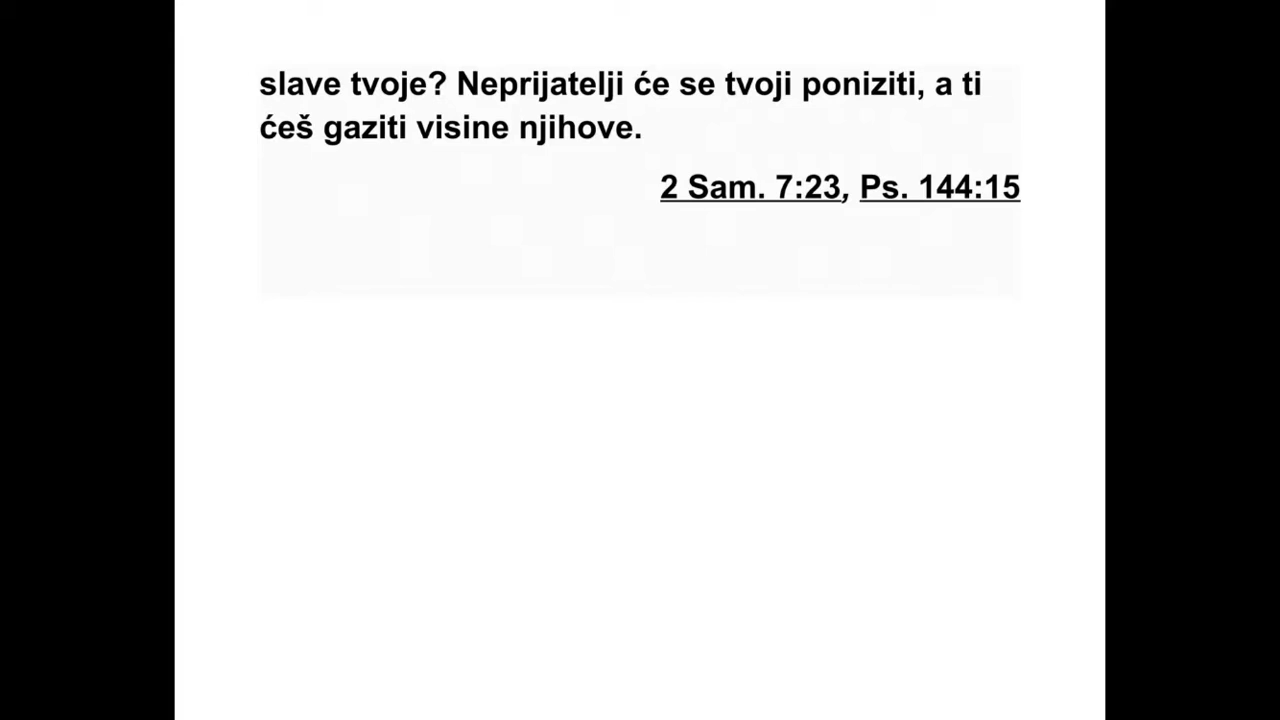 slave tvoje? Neprijatelji će se tvoji poniziti, a ti
ćeš gaziti visine njihove.
2 Sam. 7:23, Ps. 144:15